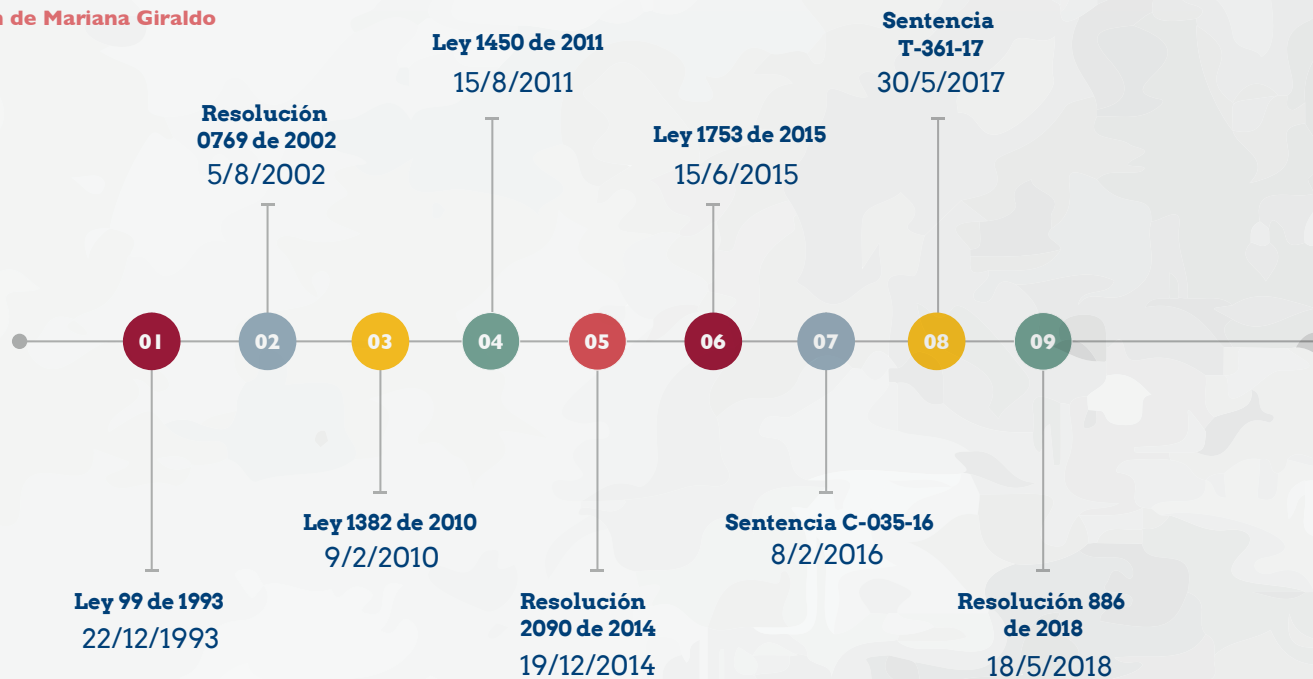 de Mariana Giraldo
01
Ley 99 de 1993
22/12/1993
02
Resolución
0769 de 2002
5/8/2002
03
Ley 1382 de 2010
9/2/2010
04
Ley 1450 de 2011
15/8/2011
05
Resolución
2090 de 2014
19/12/2014
06
Ley 1753 de 2015
15/6/2015
07
Sentencia C-035-16
8/2/2016
08
Sentencia
T-361-17
30/5/2017
09
Resolución 886
de 2018
18/5/2018